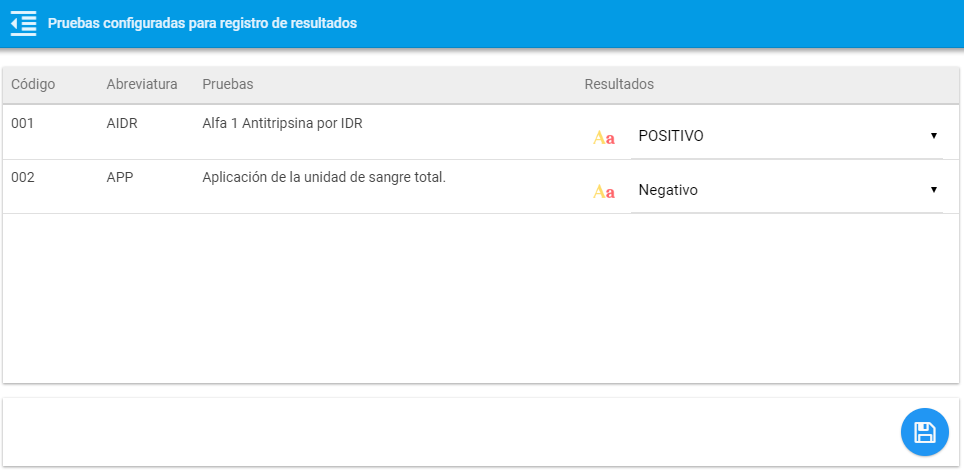 Pruebas configuradas para registro de resultados
Código Abreviatura Pruebas Resultados
001 AIDR Alfa 1 Antitripsina por IDR Aa POSITIVO
002 APP Aplicación de la unidad de sangre total. Aa Negativo